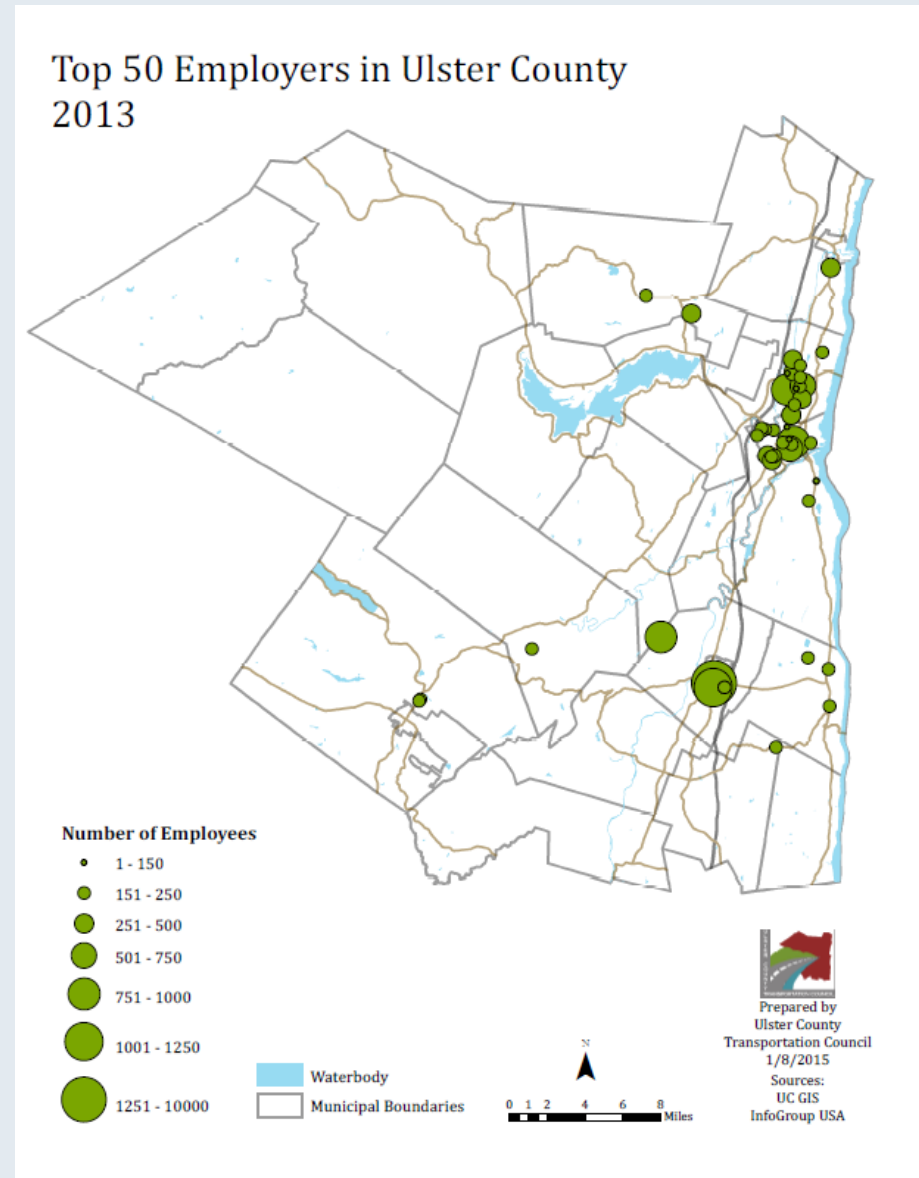 Top 50 Employers in Ulster County
2013
Number of Employees
1 - 150
151 - 250
251 - 500
501 - 750
751 - 1000
1001 - 1250
1251 - 10000
Waterbody
Municipal Boundaries
N
0 1 2 4 6 8
Miles
Prepared by
Ulster County
Transportation Council
1/8/2015
Sources:
UC GIS
InfoGroup USA